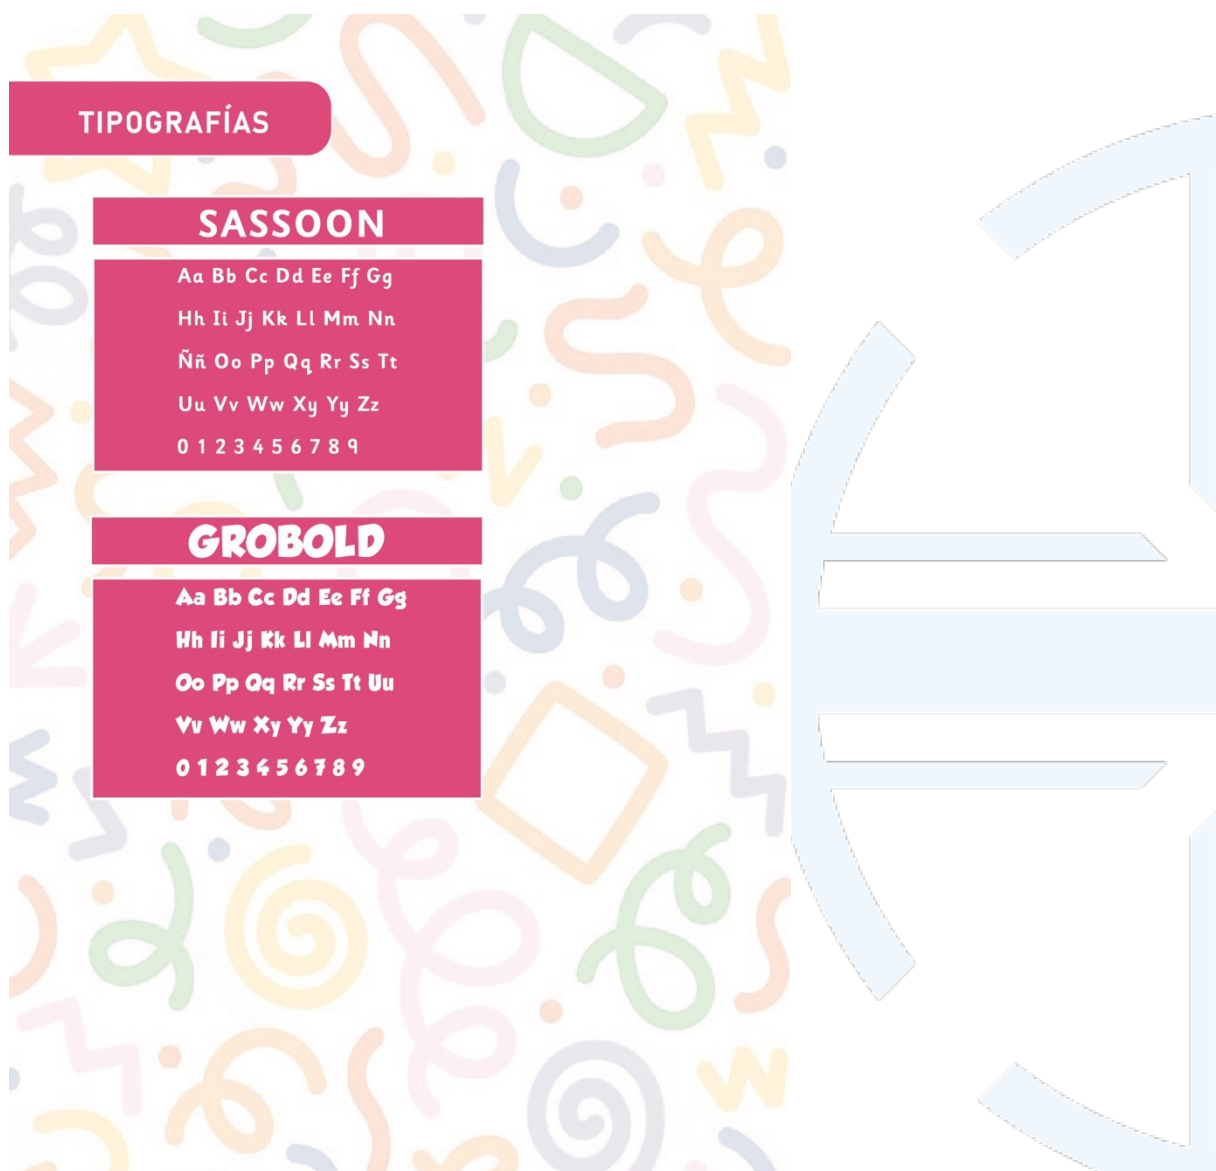 TIPOGRAFÍAS
SASSOON
Aa Bb Cc Dd Ee Ff Gg
Hh Ii Jj Kk Ll Mm Nn
Ññ Oo Pp Qq Rr Ss Tt
Uu Vv Ww Xy Yy Zz
0 1 2 3 4 5 6 7 8 9
GROBOLD
Aa Bb Cc Dd Ee Ff Gg
Hh Ii Jj Kk Ll Mm Nn
Oo Pp Qq Rr Ss Tt Uu
Vv Ww Xy Yy Zz
0 1 2 3 4 5 6 7 8 9